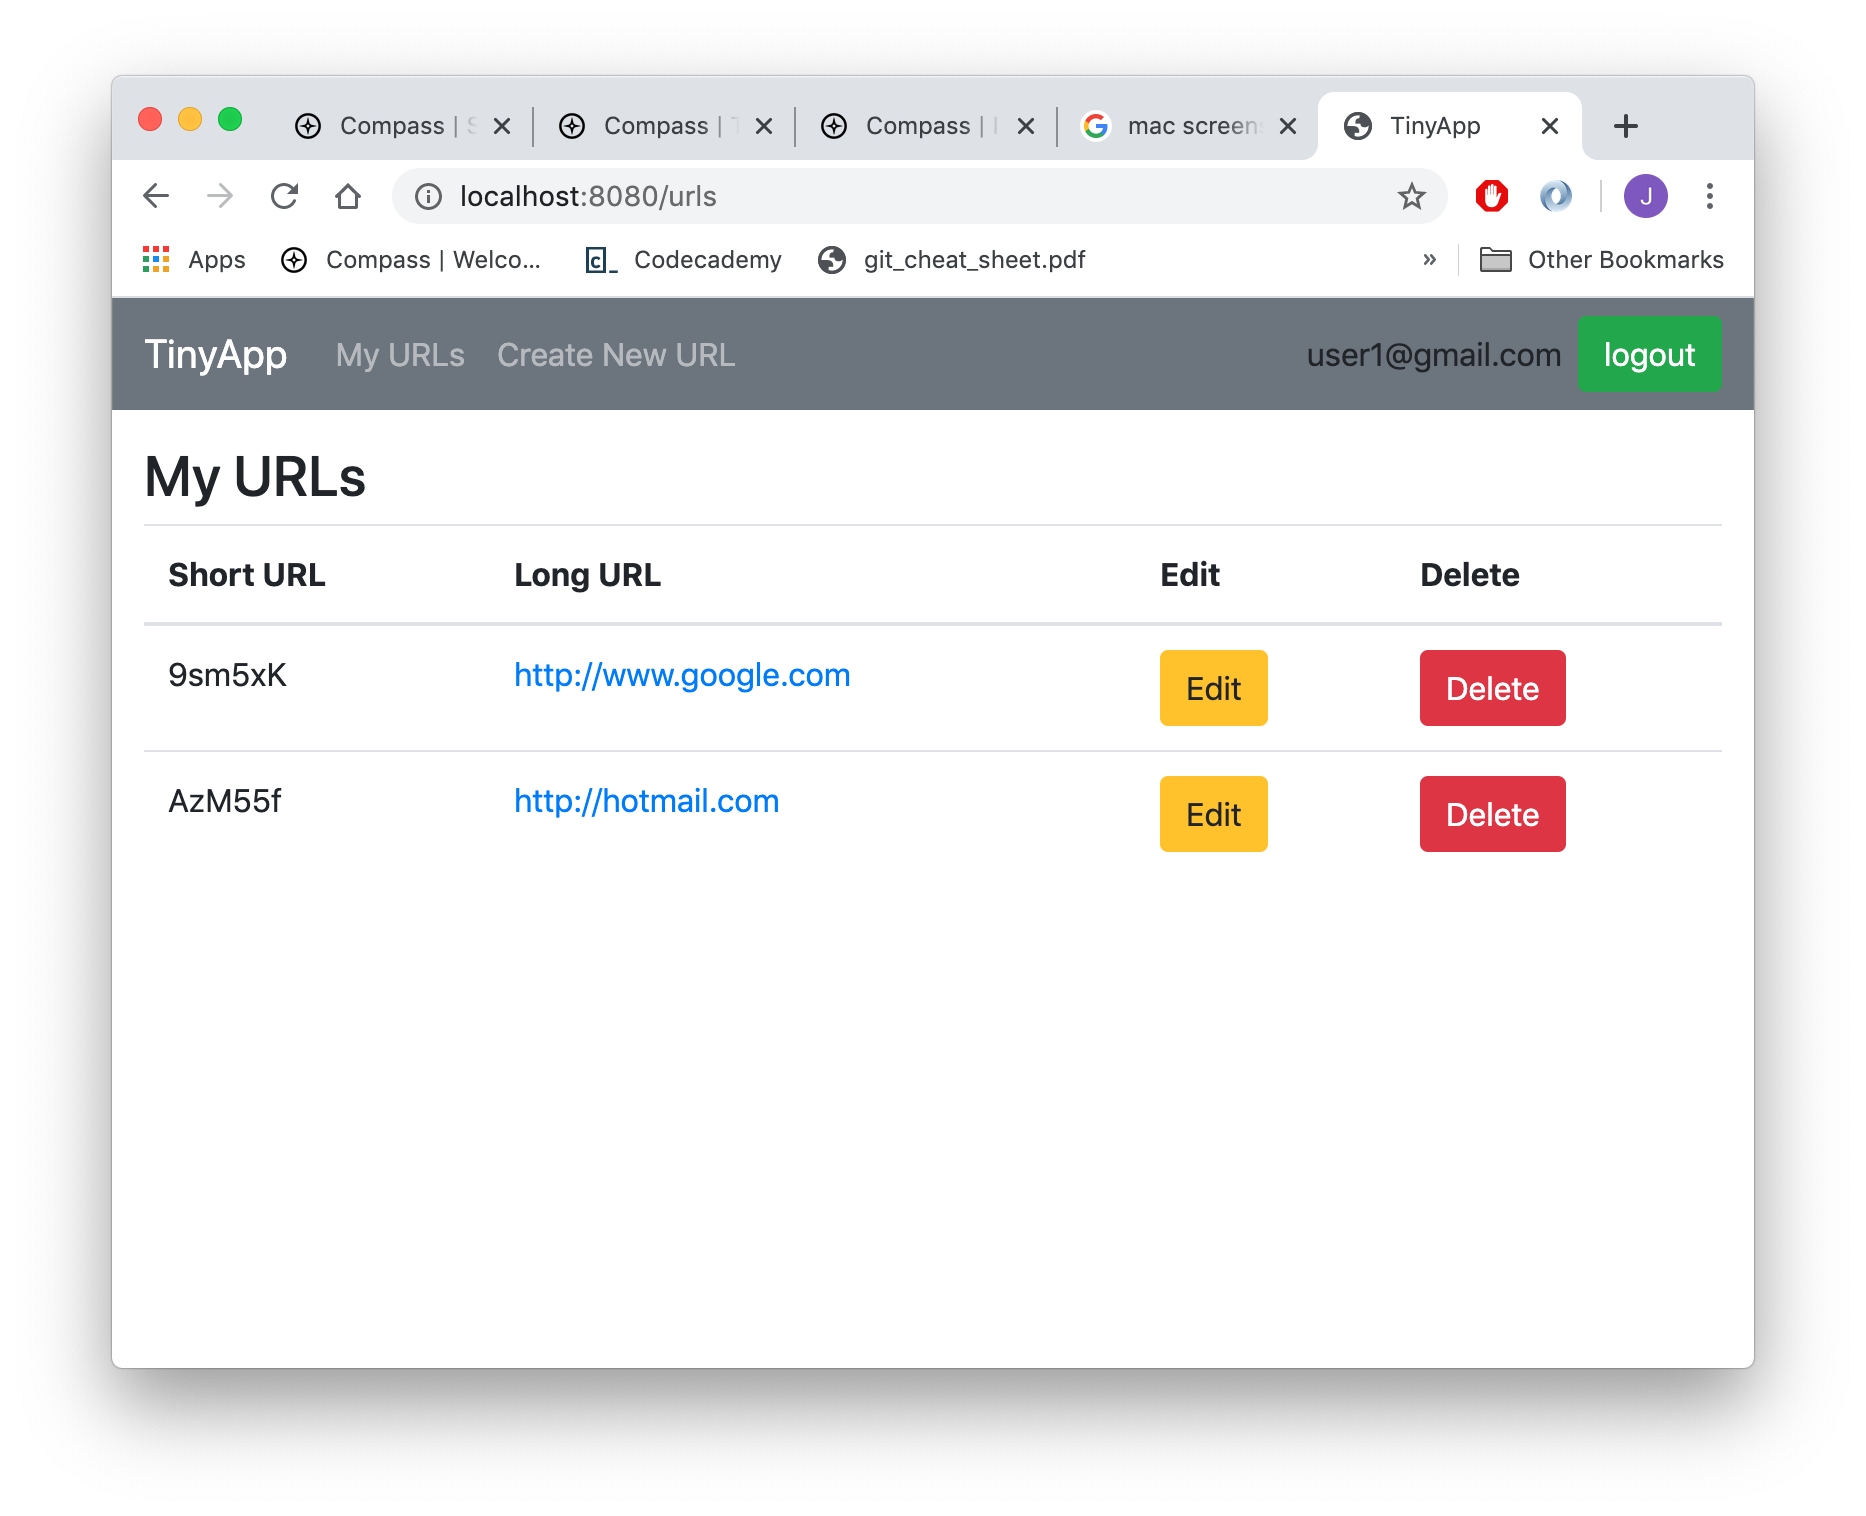 Compass | Compass | Compass | mac screen TinyApp
localhost:8080/urls J
Apps Compass | Welco... Codecademy git_cheat_sheet.pdf » Other Bookmarks
TinyApp My URLs Create New URL user1@gmail.com logout
My URLs
Short URL Long URL Edit Delete
9sm5xK http://www.google.com Edit Delete
AzM55f http://hotmail.com Edit Delete